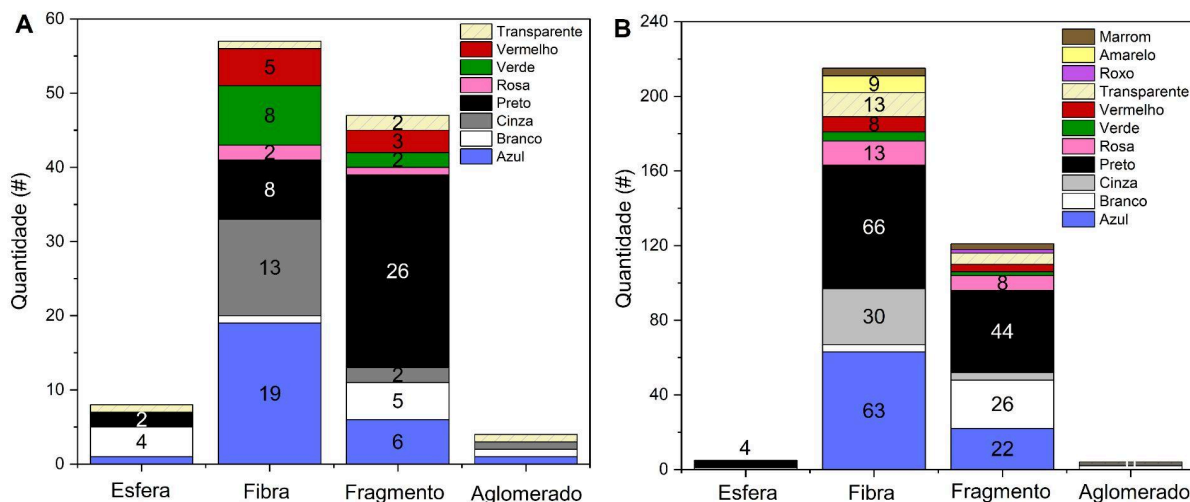 A
60
50
40
30
20
10
0
Quantidade (#)
Transparente
Vermelho
Verde
Rosa
Preto
Cinza
Branco
Azul
2
4
5
8
2
8
13
19
2
3
2
26
2
5
6
Esfera Fibra Fragmento Aglomerado
B
240
200
160
120
80
40
0
Quantidade (#)
Marrom
Amarelo
Roxo
Transparente
Vermelho
Verde
Rosa
Preto
Cinza
Branco
Azul
4
9
13
8
13
66
30
63
8
44
26
22
Esfera Fibra Fragmento Aglomerado